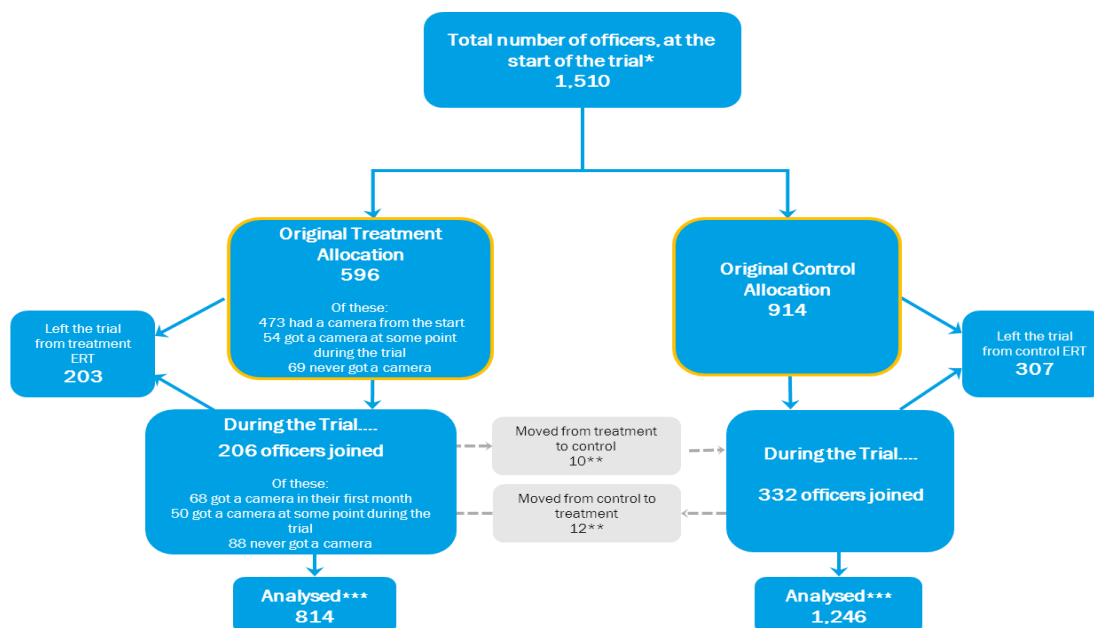 Total number of officers, at the
start of the trial*
1,510
Original Treatment
Allocation
596
Of these:
473 had a camera from the start
54 got a camera at some point
during the trial
69 never got a camera
Original Control
Allocation
914
Left the trial
from treatment
ERT
203
Left the trial
from control ERT
307
During the Trial....
206 officers joined
Of these:
68 got a camera in their first month
50 got a camera at some point during the
trial
88 never got a camera
Moved from treatment
to control
10**
Moved from control to
treatment
12**
During the Trial....
332 officers joined
Analysed***
814
Analysed***
1,246